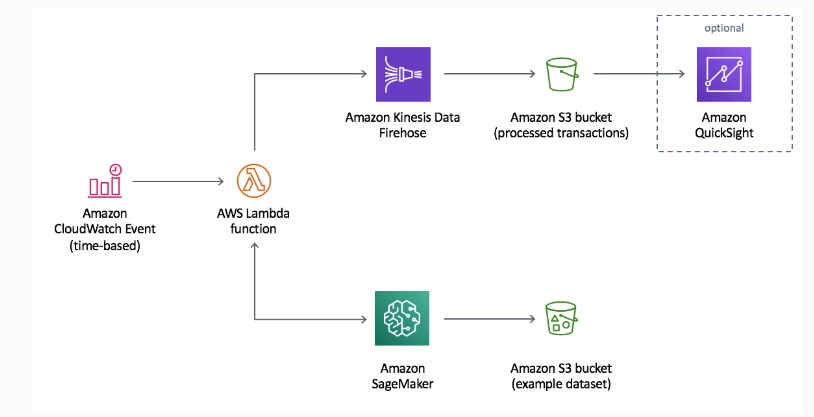 optional
Amazon Kinesis Data
Firehose
Amazon S3 bucket
(processed transactions)
Amazon
QuickSight
Amazon
CloudWatch Event
(time-based)
AWS Lambda
function
Amazon
SageMaker
Amazon S3 bucket
(example dataset)